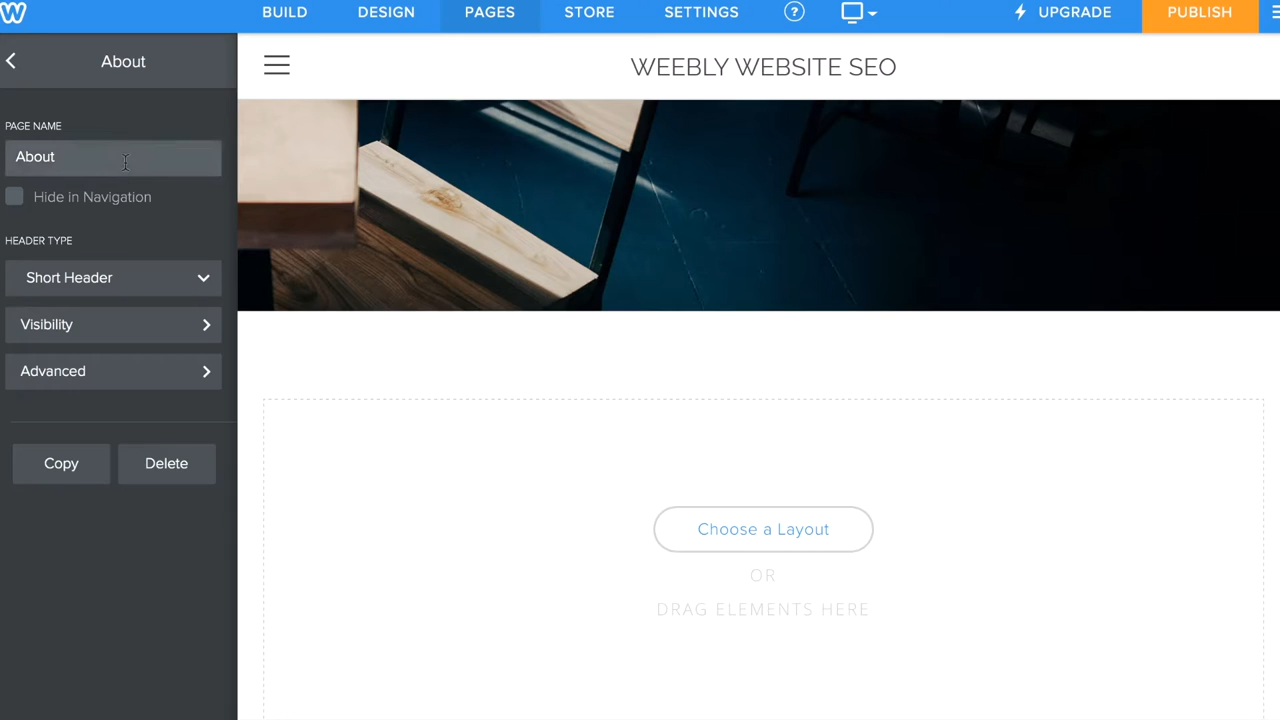 BUILD DESIGN PAGES STORE SETTINGS ? UPGRADE PUBLISH
About
WEEBLY WEBSITE SEO
PAGE NAME
About
Hide in Navigation
HEADER TYPE
Short Header
Visibility
Advanced
Copy Delete
Choose a Layout
OR
DRAG ELEMENTS HERE